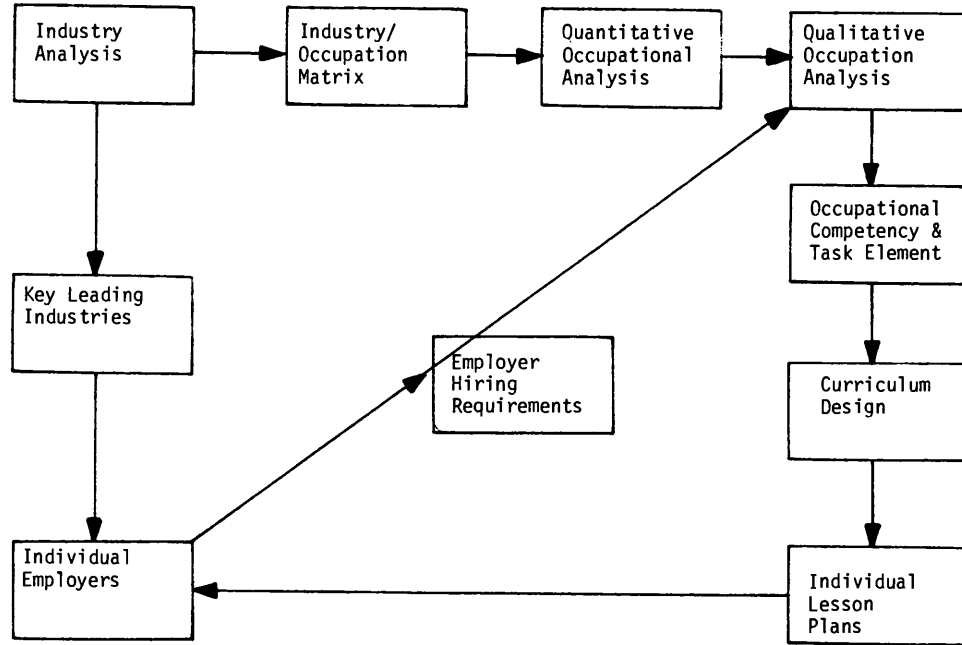 Industry
Analysis
Industry/
Occupation
Matrix
Quantitative
Occupational
Analysis
Qualitative
Occupation
Analysis
Occupational
Competency &
Task Element
Key Leading
Industries
Employer
Hiring
Requirements
Curriculum
Design
Individual
Employers
Individual
Lesson
Plans